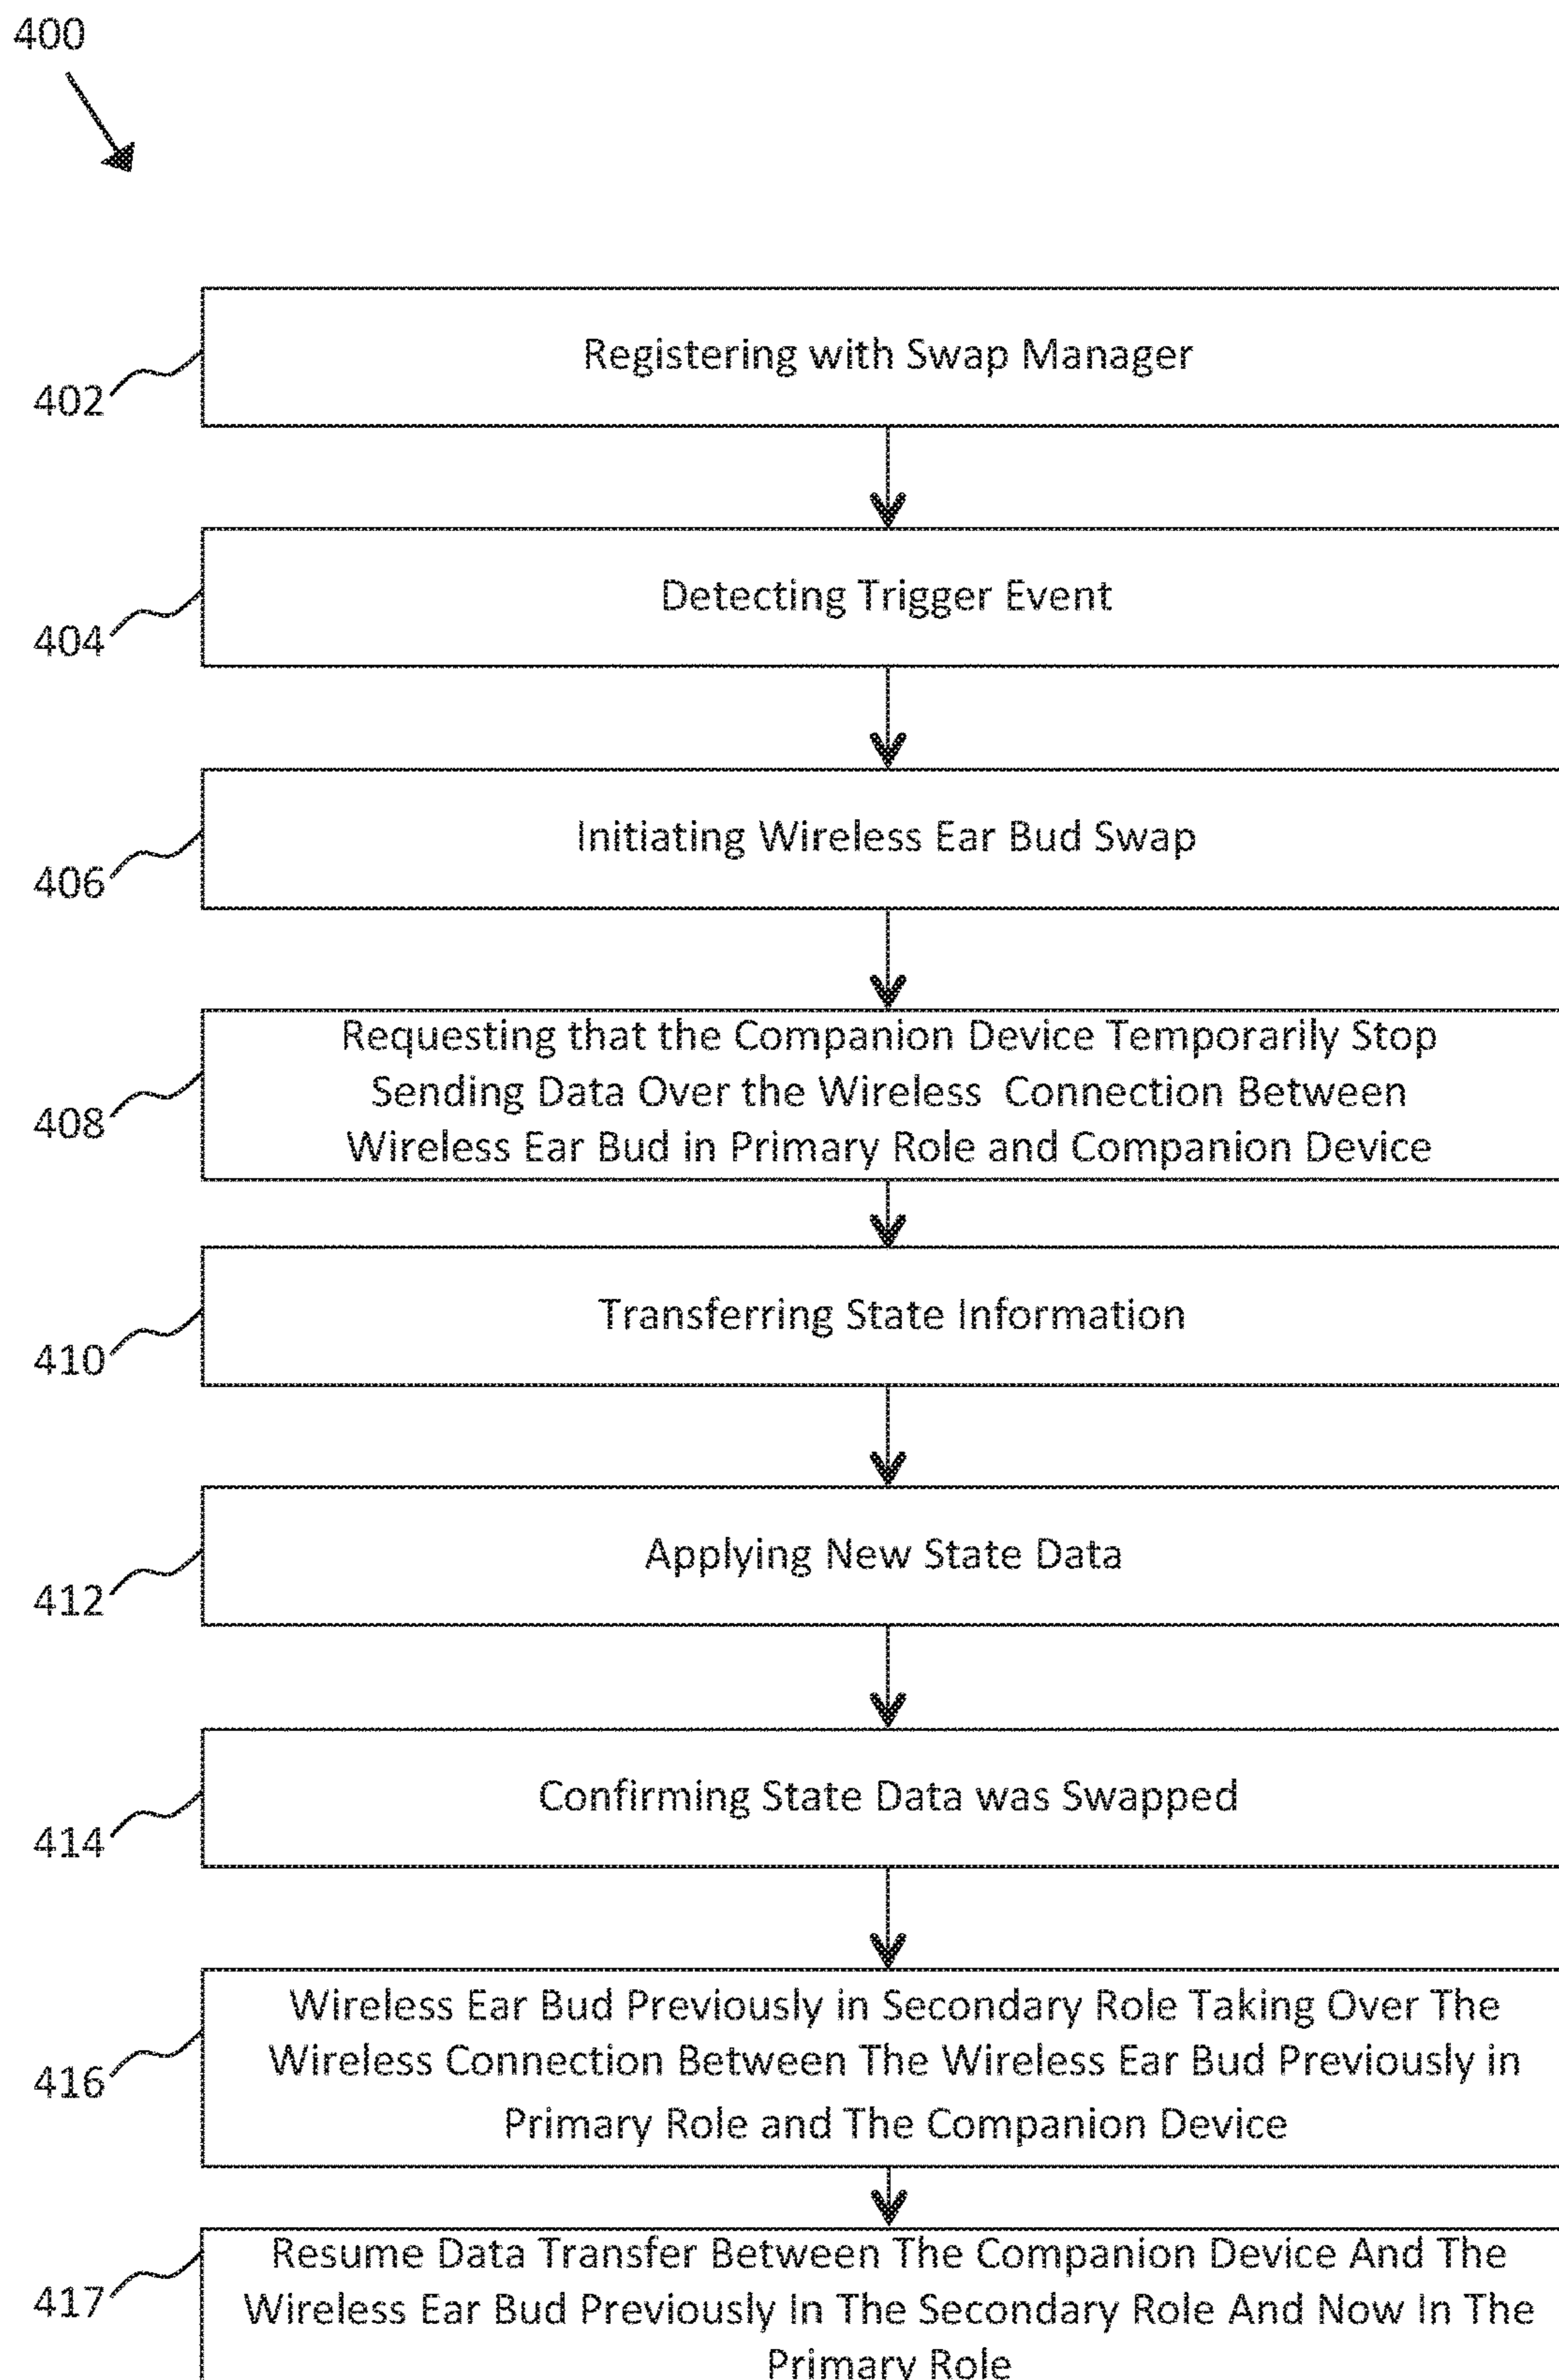 400
Registering with Swap Manager
402
Detecting Trigger Event
404
Initiating Wireless Ear Bud Swap
406
Requesting that the Companion Device Temporarily Stop
Sending Data Over the Wireless Connection Between
Wireless Ear Bud in Primary Role and Companion Device
408
Transferring State Information
410
Applying New State Data
412
Confirming State Data was Swapped
414
Wireless Ear Bud Previously in Secondary Role Taking Over The
Wireless Connection Between The Wireless Ear Bud Previously in
Primary Role and The Companion Device
416
Resume Data Transfer Between The Companion Device And The
Wireless Ear Bud Previously In The Secondary Role And Now In The
Primary Role
417